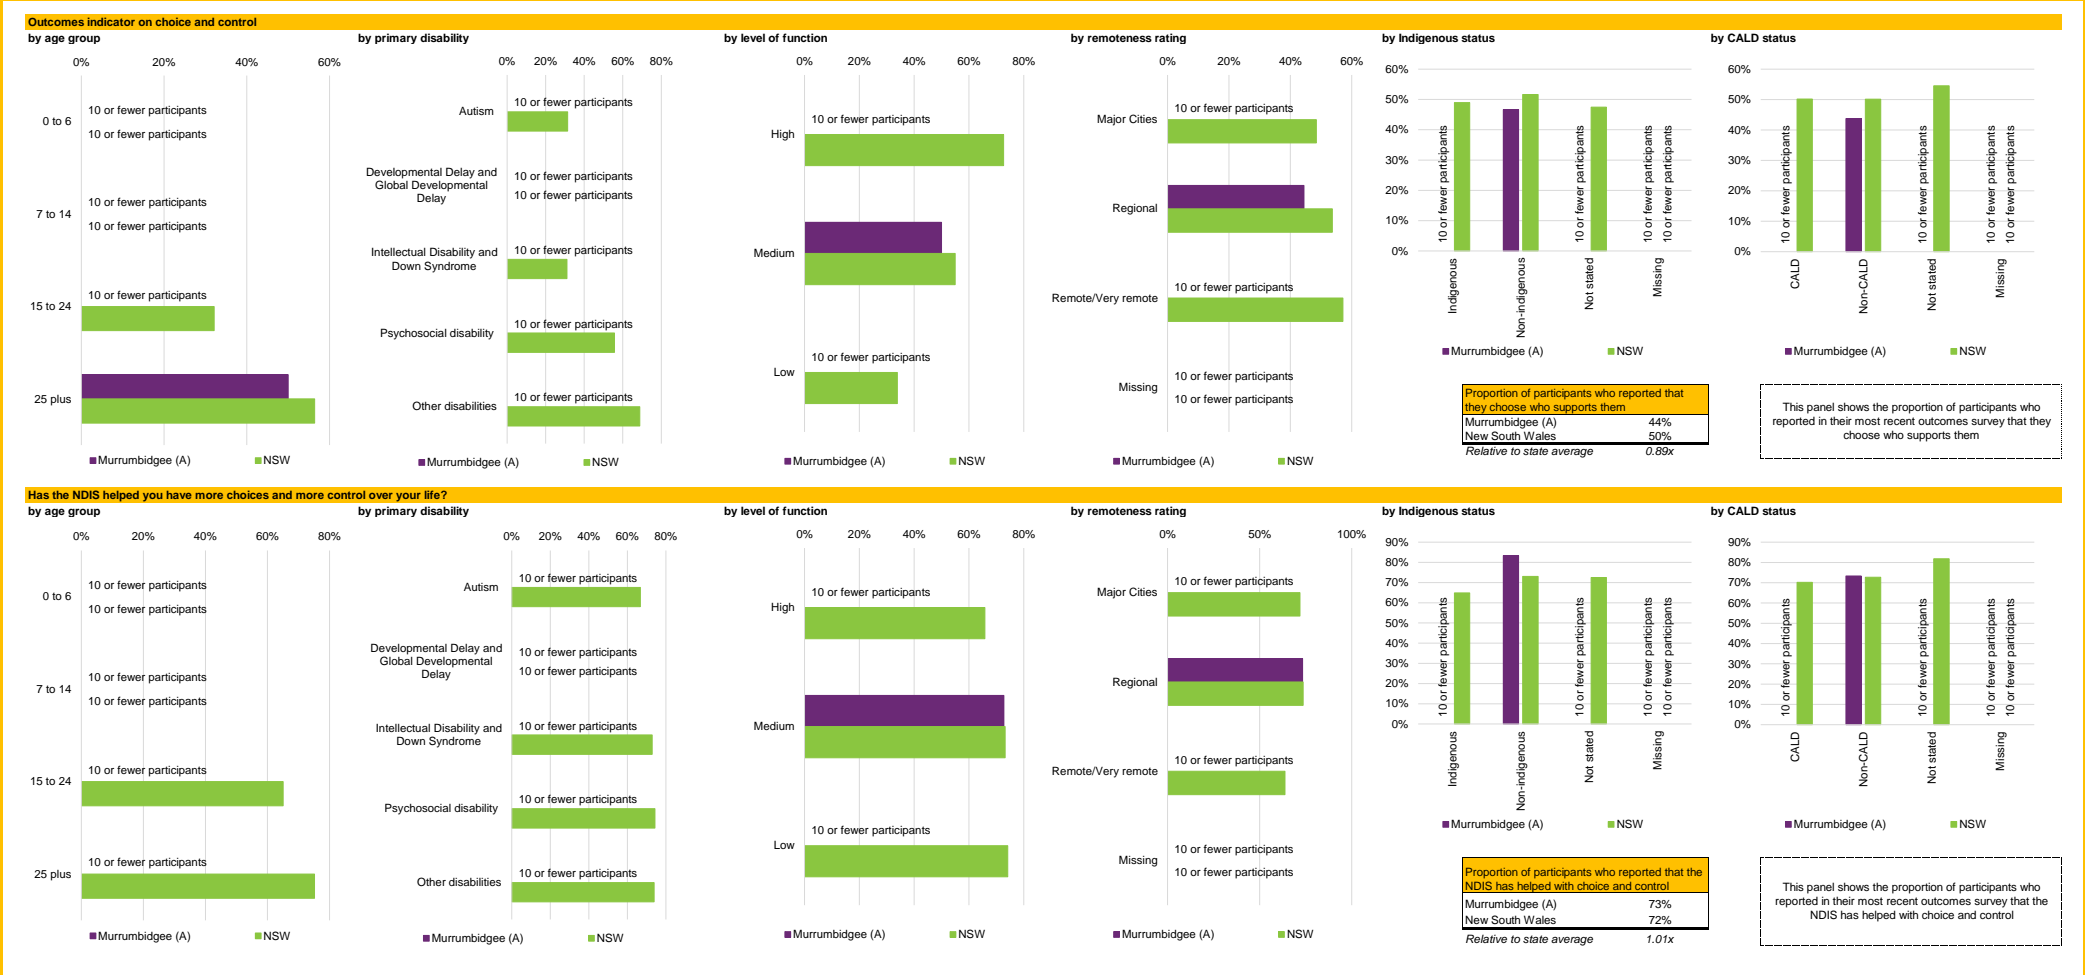 Outcomes indicator on choice and control
by age group
0% 20% 40% 60%
0 to 6
10 or fewer participants
10 or fewer participants
7 to 14
10 or fewer participants
10 or fewer participants
15 to 24
10 or fewer participants
25 plus
Murrumbidgee (A) NSW
by primary disability
0% 20% 40% 60% 80%
Autism
10 or fewer participants
Developmental Delay and
Global Developmental
Delay
10 or fewer participants
10 or fewer participants
Intellectual Disability and
Down Syndrome
10 or fewer participants
Psychosocial disability
10 or fewer participants
Other disabilities
10 or fewer participants
Murrumbidgee (A) NSW
by level of function
0% 20% 40% 60% 80%
High
10 or fewer participants
Medium
Low
10 or fewer participants
Murrumbidgee (A) NSW
by remoteness rating
0% 20% 40% 60%
Major Cities
10 or fewer participants
Regional
Remote/Very remote
10 or fewer participants
Missing
10 or fewer participants
10 or fewer participants
Murrumbidgee (A) NSW
by Indigenous status
60%
50%
40%
30%
20%
10%
0%
10 or fewer participants
10 or fewer participants
10 or fewer participants
10 or fewer participants
Indigenous
Non-indigenous
Not stated
Missing
Murrumbidgee (A) NSW
by CALD status
60%
50%
40%
30%
20%
10%
0%
10 or fewer participants
10 or fewer participants
10 or fewer participants
10 or fewer participants
CALD
Non-CALD
Not stated
Missing
Murrumbidgee (A) NSW
Proportion of participants who reported that
they choose who supports them
Murrumbidgee (A) 44%
New South Wales 50%
Relative to state average 0.89x
This panel shows the proportion of participants who
reported in their most recent outcomes survey that they
choose who supports them
Has the NDIS helped you have more choices and more control over your life?
by age group
0% 20% 40% 60% 80%
0 to 6
10 or fewer participants
10 or fewer participants
7 to 14
10 or fewer participants
10 or fewer participants
15 to 24
10 or fewer participants
25 plus
10 or fewer participants
Murrumbidgee (A) NSW
by primary disability
0% 20% 40% 60% 80%
Autism
10 or fewer participants
Developmental Delay and
Global Developmental
Delay
10 or fewer participants
10 or fewer participants
Intellectual Disability and
Down Syndrome
10 or fewer participants
Psychosocial disability
10 or fewer participants
Other disabilities
10 or fewer participants
Murrumbidgee (A) NSW
by level of function
0% 20% 40% 60% 80%
High
10 or fewer participants
Medium
Low
10 or fewer participants
Murrumbidgee (A) NSW
by remoteness rating
0% 50% 100%
Major Cities
10 or fewer participants
Regional
Remote/Very remote
10 or fewer participants
Missing
10 or fewer participants
10 or fewer participants
Murrumbidgee (A) NSW
by Indigenous status
90%
80%
70%
60%
50%
40%
30%
20%
10%
0%
10 or fewer participants
10 or fewer participants
10 or fewer participants
10 or fewer participants
Indigenous
Non-indigenous
Not stated
Missing
Murrumbidgee (A) NSW
by CALD status
90%
80%
70%
60%
50%
40%
30%
20%
10%
0%
10 or fewer participants
10 or fewer participants
10 or fewer participants
10 or fewer participants
CALD
Non-CALD
Not stated
Missing
Murrumbidgee (A) NSW
Proportion of participants who reported that the
NDIS has helped with choice and control
Murrumbidgee (A) 73%
New South Wales 72%
Relative to state average 1.01x
This panel shows the proportion of participants who
reported in their most recent outcomes survey that the
NDIS has helped with choice and control